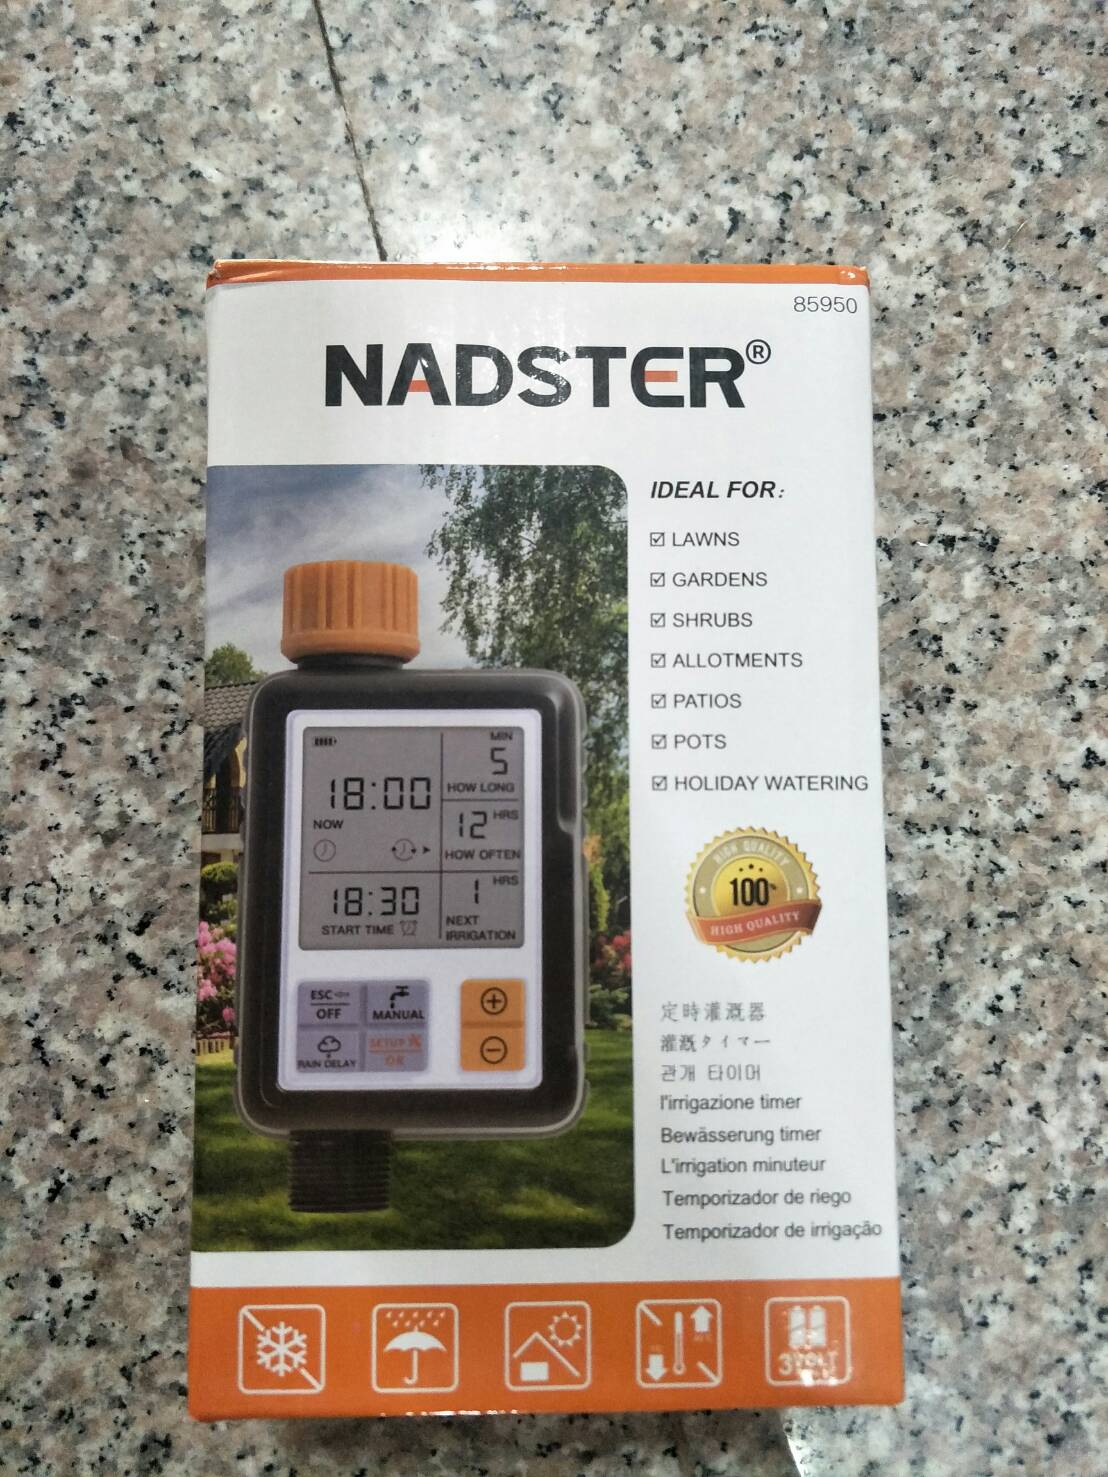 85950
NADSTER®
IDEAL FOR:
☑ LAWNS
☑ GARDENS
☑ SHRUBS
☑ ALLOTMENTS
☑ PATIOS
☑ POTS
☑ HOLIDAY WATERING
MIN
5
HOW LONG
18:00
NOW
12 HRS
HOW OFTEN
18:30
START TIME
HRS
1
NEXT
IRRIGATION
ESC
OFF
MANUAL
RAIN DELAY
SETUP
OK
+
−
HIGH QUALITY
100%
HIGH QUALITY
定時灌溉器
灌漑タイマー
관개 타이머
l'irrigazione timer
Bewässerung timer
L'irrigation minuteur
Temporizador de riego
Temporizador de irrigação
3VOLT